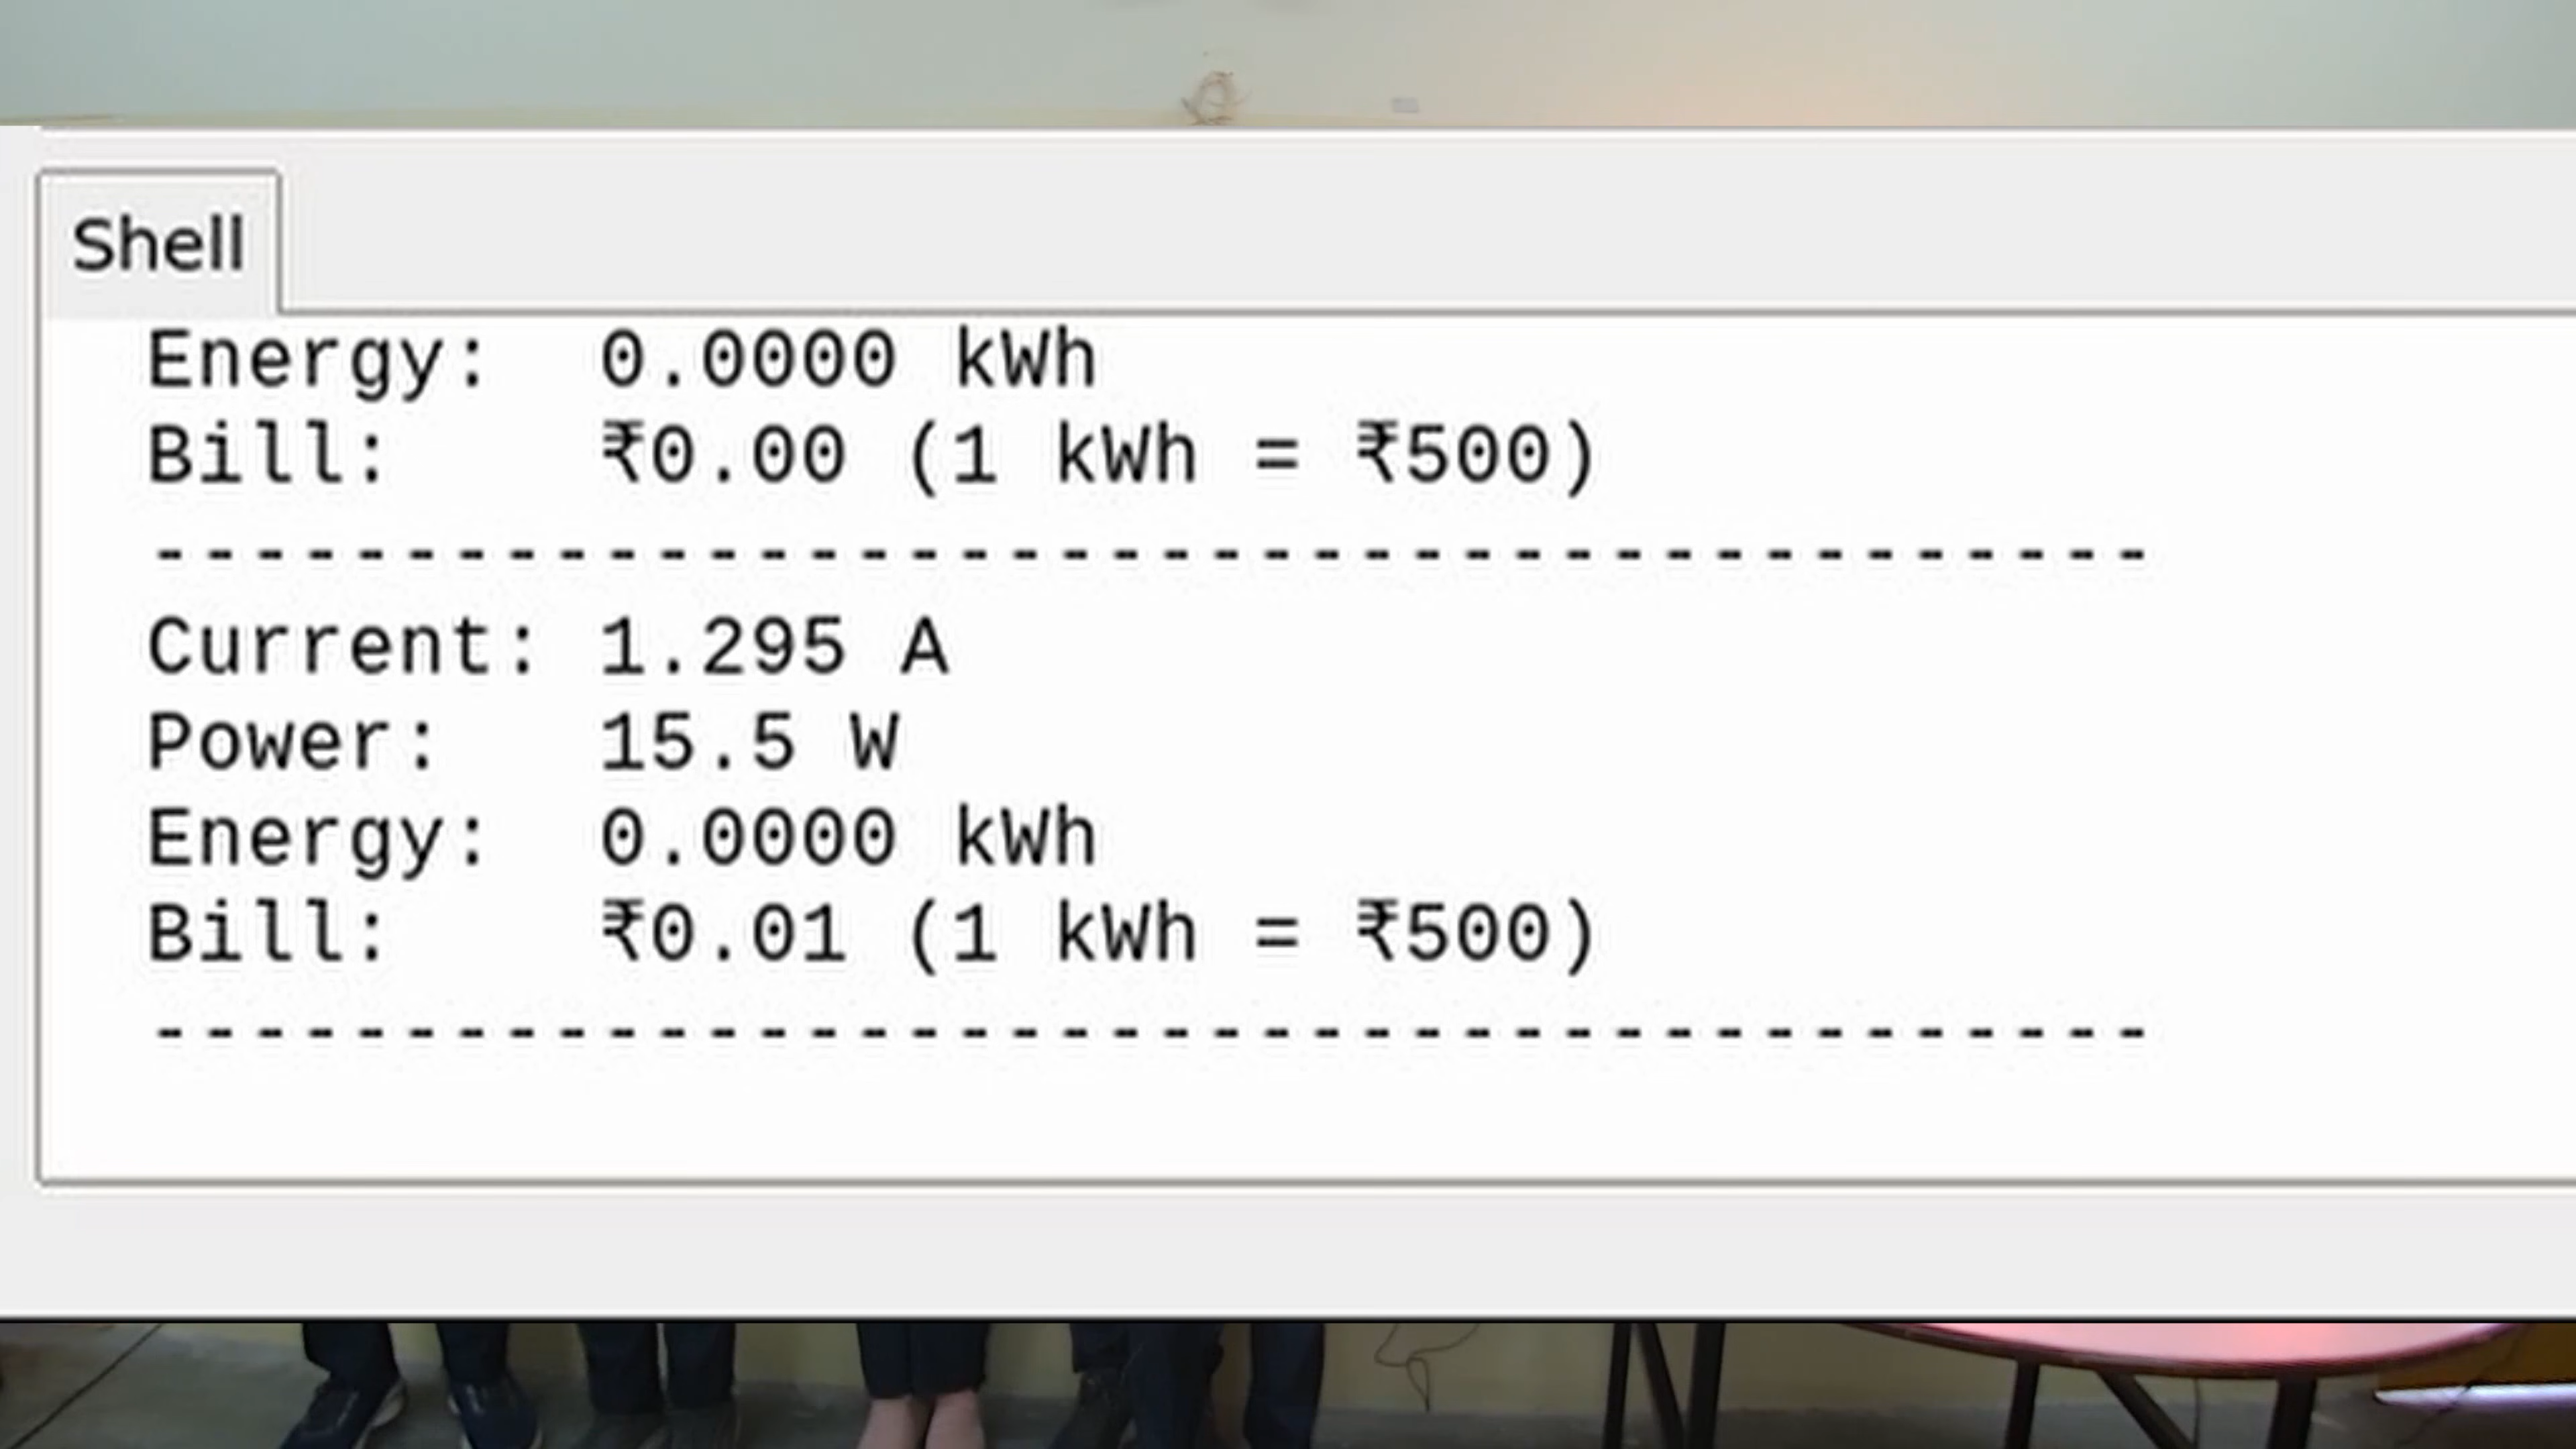 Shell
Energy:  0.0000 kWh
Bill:    ₹0.00 (1 kWh = ₹500)
----------------------------------------
Current: 1.295 A
Power:   15.5 W
Energy:  0.0000 kWh
Bill:    ₹0.01 (1 kWh = ₹500)
----------------------------------------